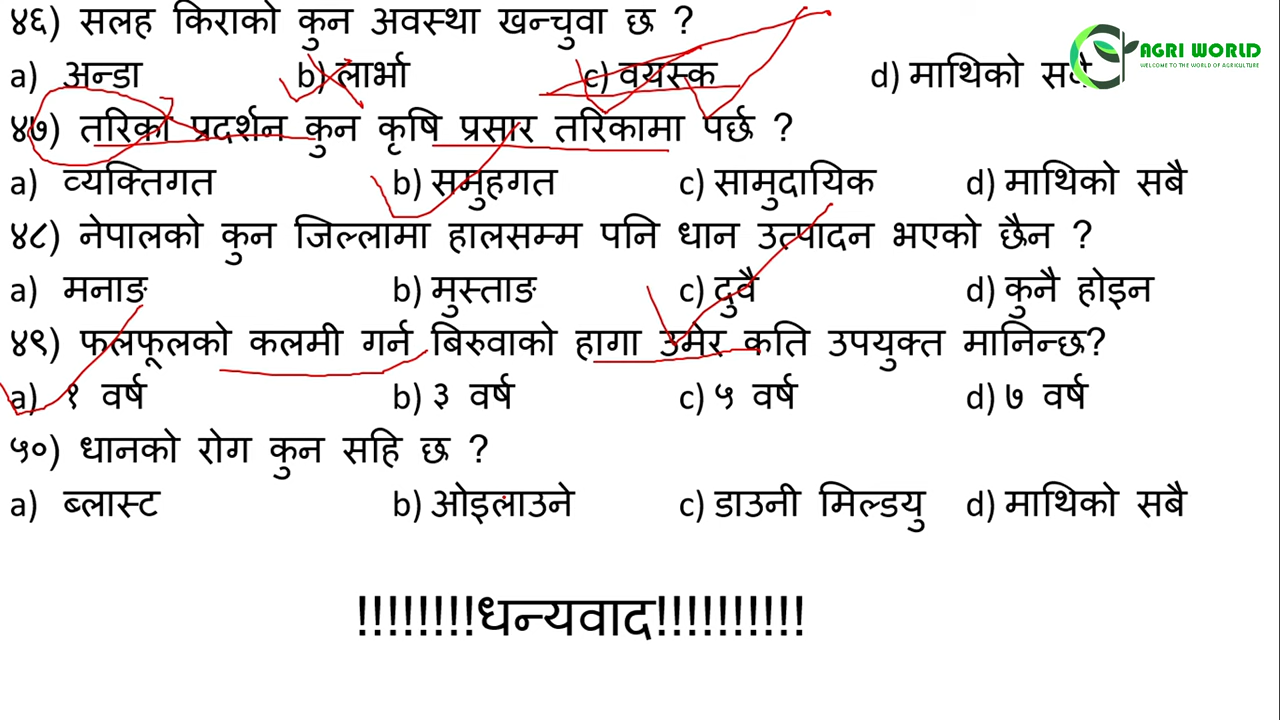 ४६) सलह किराको कुन अवस्था खन्चुवा छ ?
AGRI WORLD
WELCOME TO THE WORLD OF AGRICULTURE
a) अन्डा b) लार्भा c) वयस्क d) माथिको सबै
४७) तरिका प्रदर्शन कुन कृषि प्रसार तरिकामा पर्छ ?
a) व्यक्तिगत b) समुहगत c) सामुदायिक d) माथिको सबै
४८) नेपालको कुन जिल्लामा हालसम्म पनि धान उत्पादन भएको छैन ?
a) मनाङ b) मुस्ताङ c) दुवै d) कुनै होइन
४९) फलफूलको कलमी गर्न बिरुवाको हागा उमेर कति उपयुक्त मानिन्छ?
a) १ वर्ष b) ३ वर्ष c) ५ वर्ष d) ७ वर्ष
५०) धानको रोग कुन सहि छ ?
a) ब्लास्ट b) ओइलाउने c) डाउनी मिल्डयु d) माथिको सबै
!!!!!!!!धन्यवाद!!!!!!!!!!